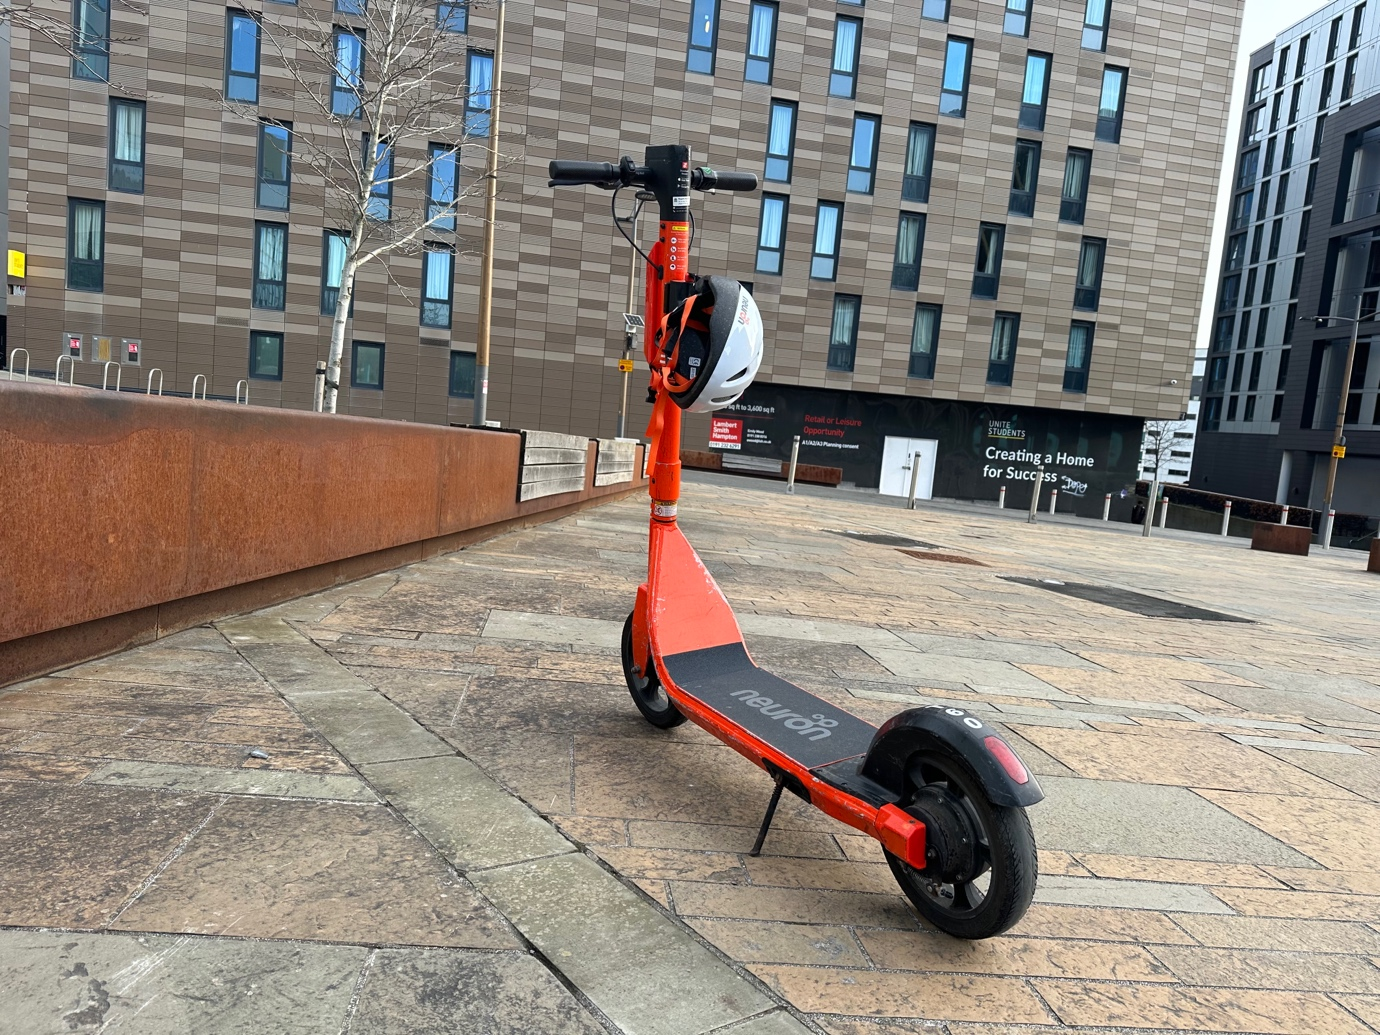 neuron
neuron
sq ft to 3,600 sq ft
Lambert
Smith
Hampton
Retail or Leisure
Opportunity
A1/A2/A3 Planning consent
UNITE
STUDENTS
Creating a Home
for Success